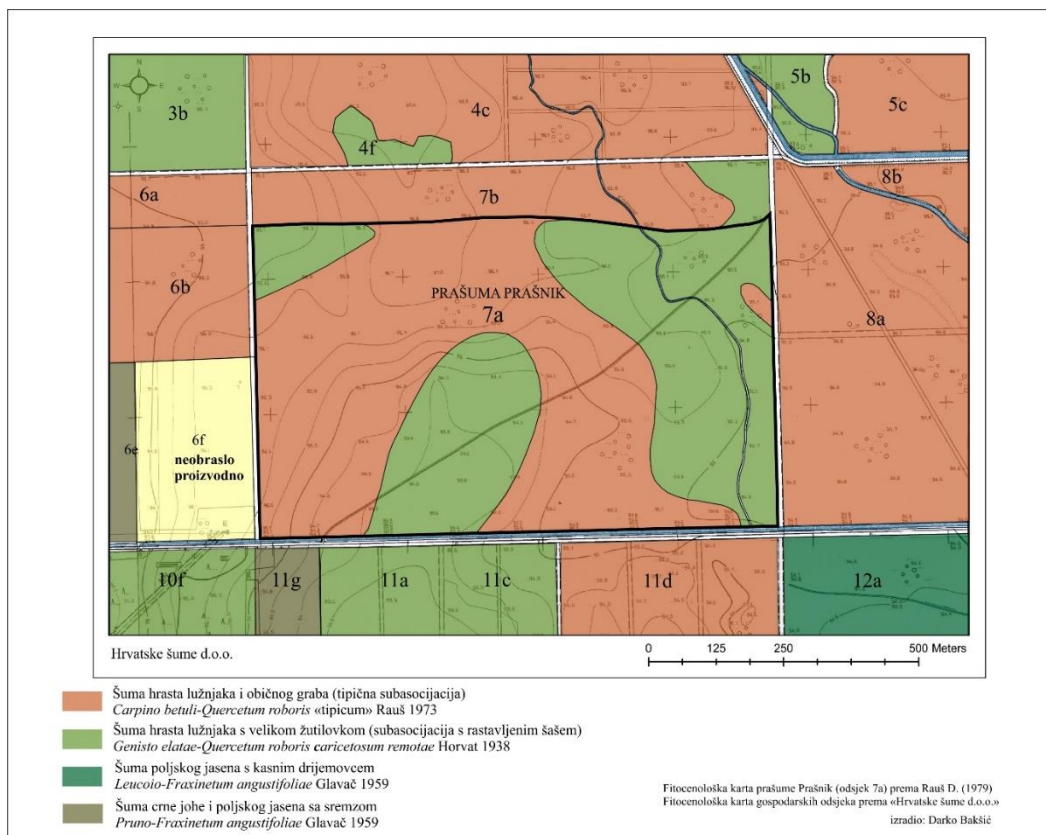 N
W
E
S
3b
4c
4f
5b
5c
6a
7b
8b
6b
PRAŠUMA PRAŠNIK
7a
8a
6e
6f
neobraslo
proizvodno
10f
11g
11a
11c
11d
12a
Hrvatske šume d.o.o.
0 125 250 500 Meters
Šuma hrasta lužnjaka i običnog graba (tipična subasocijacija)
Carpino betuli-Quercetum roboris «tipicum» Rauš 1973
Šuma hrasta lužnjaka s velikom žutilovkom (subasocijacija s rastavljenim šašem)
Genisto elatae-Quercetum roboris caricetosum remotae Horvat 1938
Šuma poljskog jasena s kasnim drijemovcem
Leucoio-Fraxinetum angustifoliae Glavač 1959
Šuma crne johe i poljskog jasena sa sremzom
Pruno-Fraxinetum angustifoliae Glavač 1959
Fitocenološka karta prašume Prašnik (odsjek 7a) prema Rauš D. (1979)
Fitocenološka karta gospodarskih odsjeka prema «Hrvatske šume d.o.o.»
izradio: Darko Bakšić